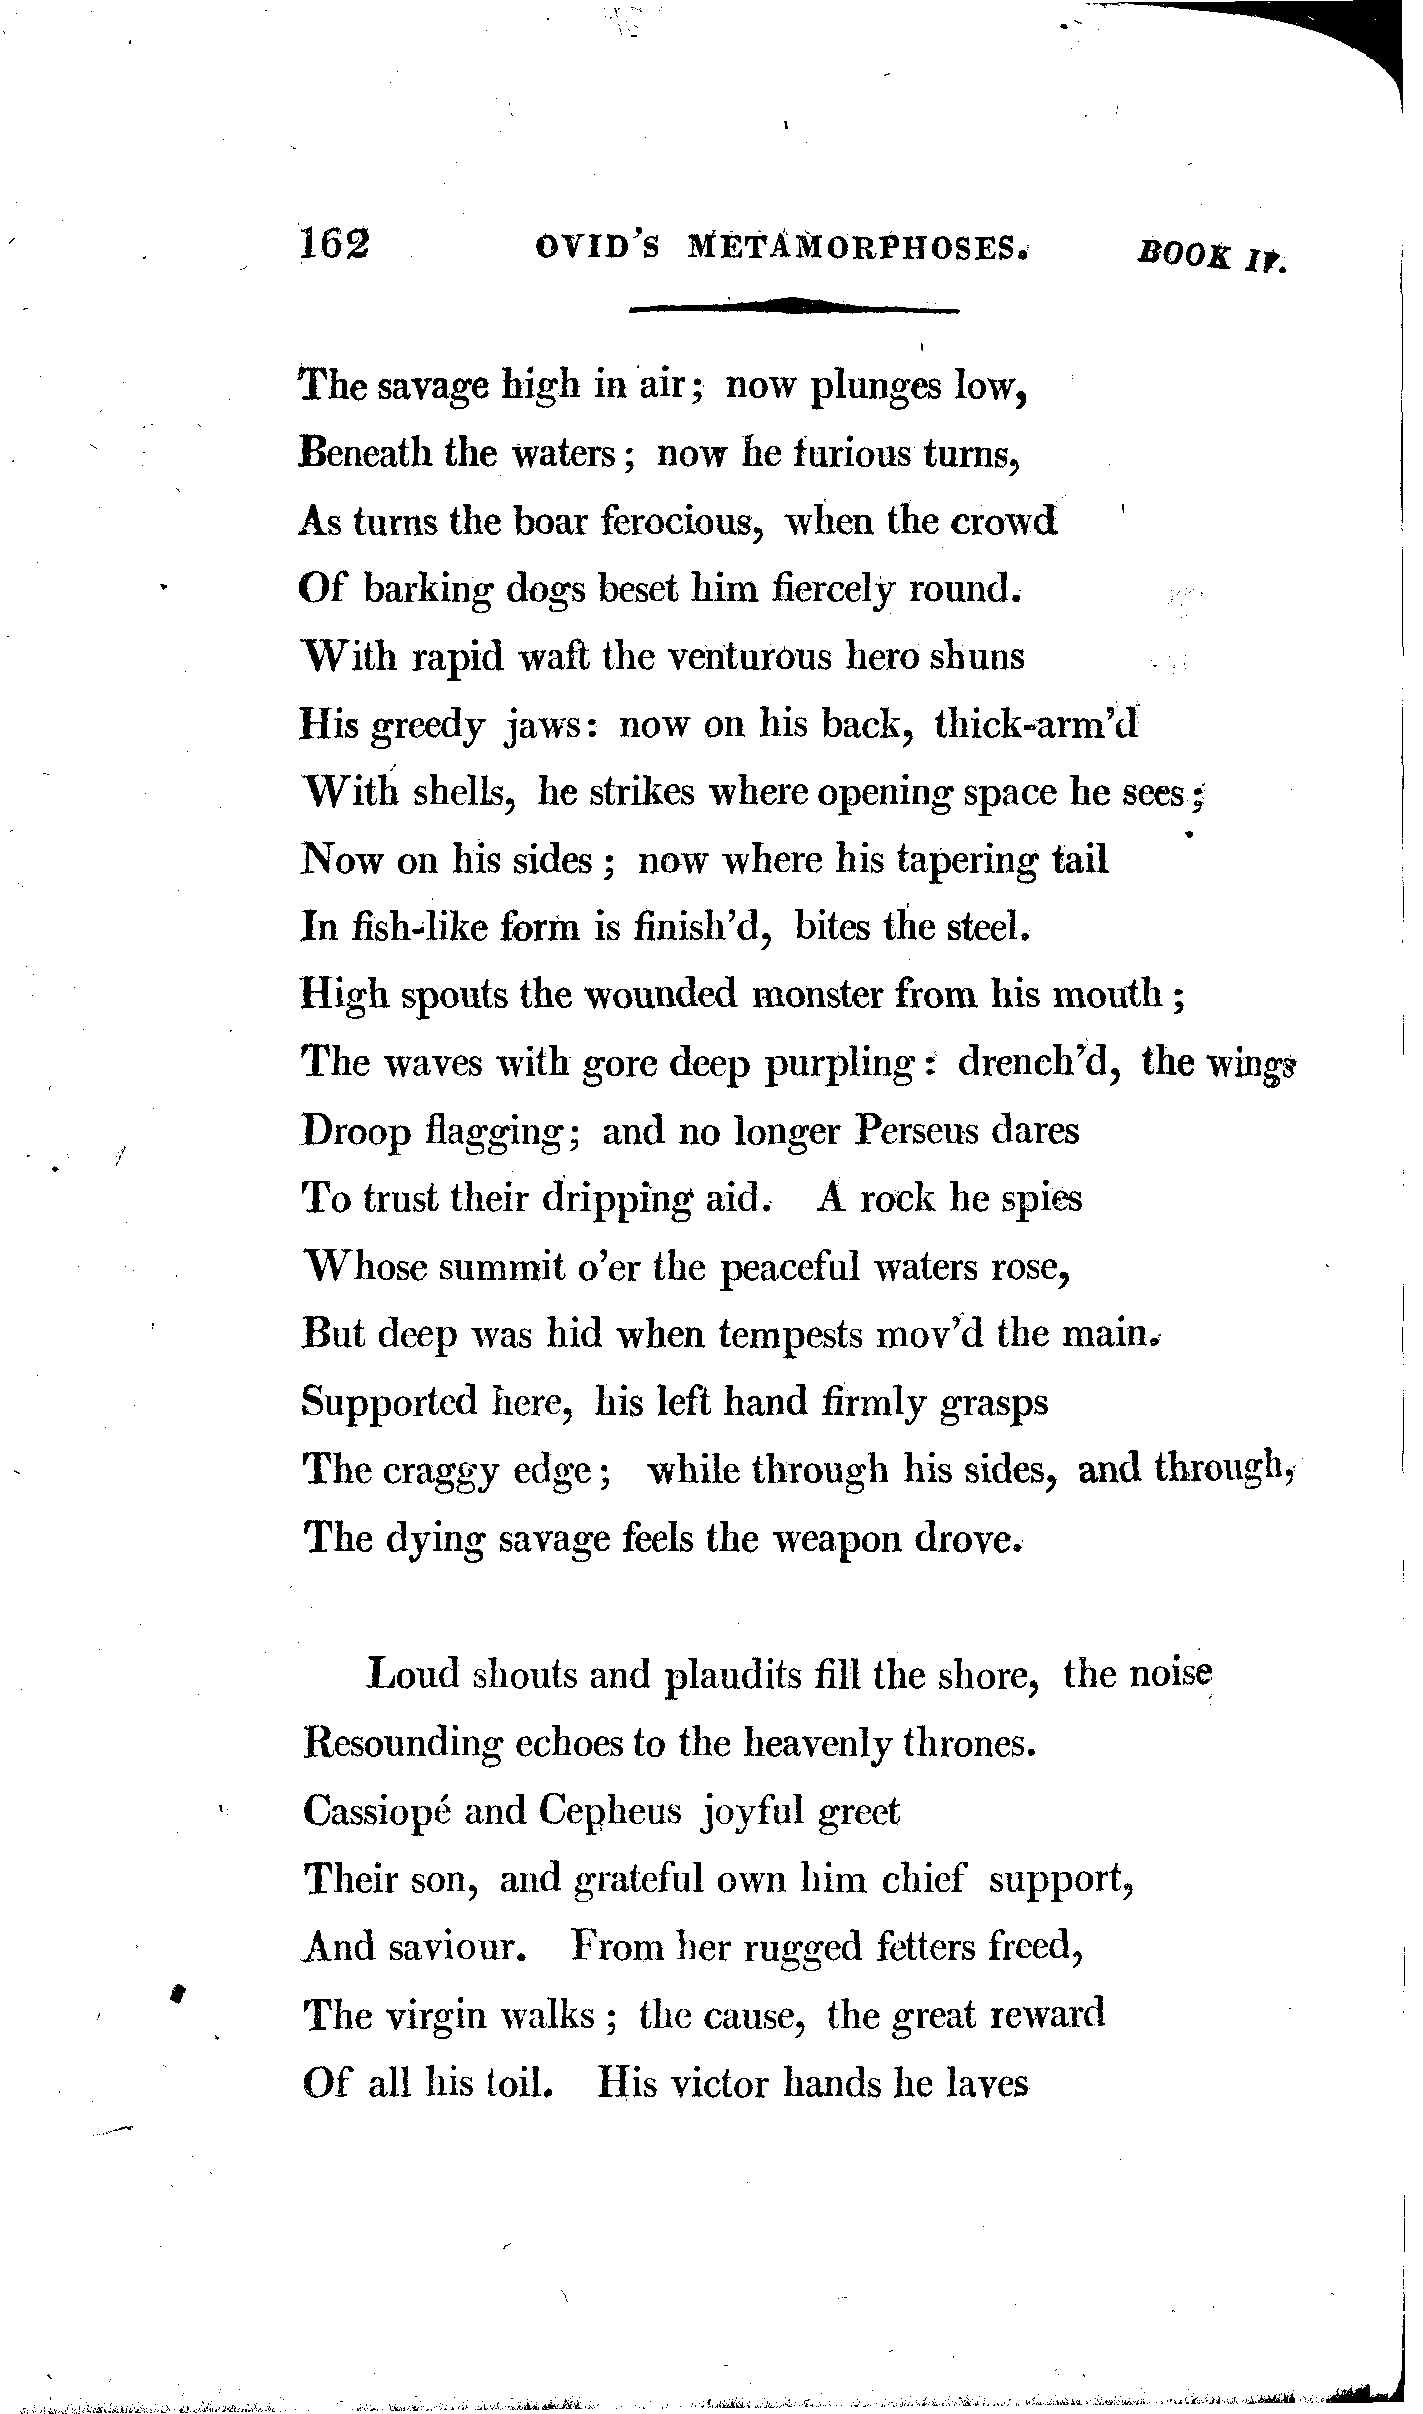 162 OVID'S METAMORPHOSES. BOOK IV.
The savage high in air; now plunges low,
Beneath the waters; now he furious turns,
As turns the boar ferocious, when the crowd
Of barking dogs beset him fiercely round.
With rapid waft the venturous hero shuns
His greedy jaws: now on his back, thick-arm'd
With shells, he strikes where opening space he sees;
Now on his sides; now where his tapering tail
In fish-like form is finish'd, bites the steel.
High spouts the wounded monster from his mouth;
The waves with gore deep purpling: drench'd, the wings
Droop flagging; and no longer Perseus dares
To trust their dripping aid. A rock he spies
Whose summit o'er the peaceful waters rose,
But deep was hid when tempests mov'd the main.
Supported here, his left hand firmly grasps
The craggy edge; while through his sides, and through,
The dying savage feels the weapon drove.
Loud shouts and plaudits fill the shore, the noise
Resounding echoes to the heavenly thrones.
Cassiopé and Cepheus joyful greet
Their son, and grateful own him chief support,
And saviour. From her rugged fetters freed,
The virgin walks; the cause, the great reward
Of all his toil. His victor hands he laves